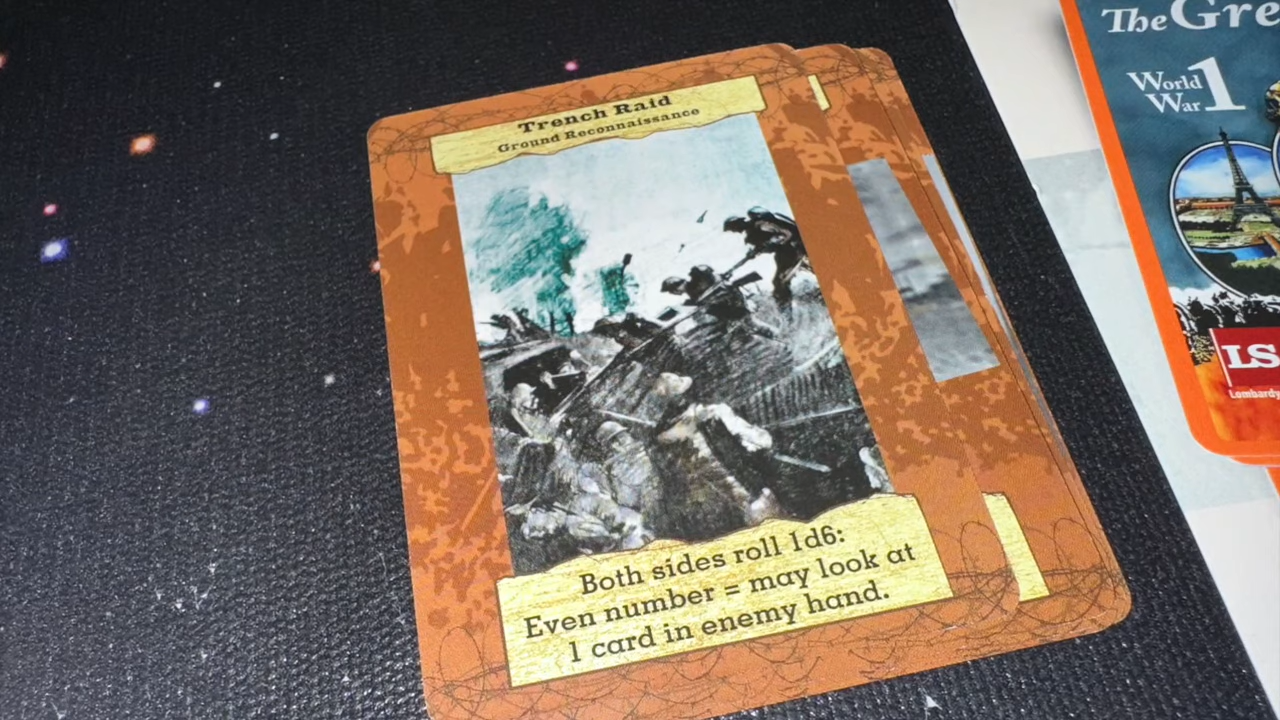 Trench Raid
Ground Reconnaissance
Both sides roll 1d6:
Even number = may look at
1 card in enemy hand.
The Gre
World
War 1
LS
Lombardy